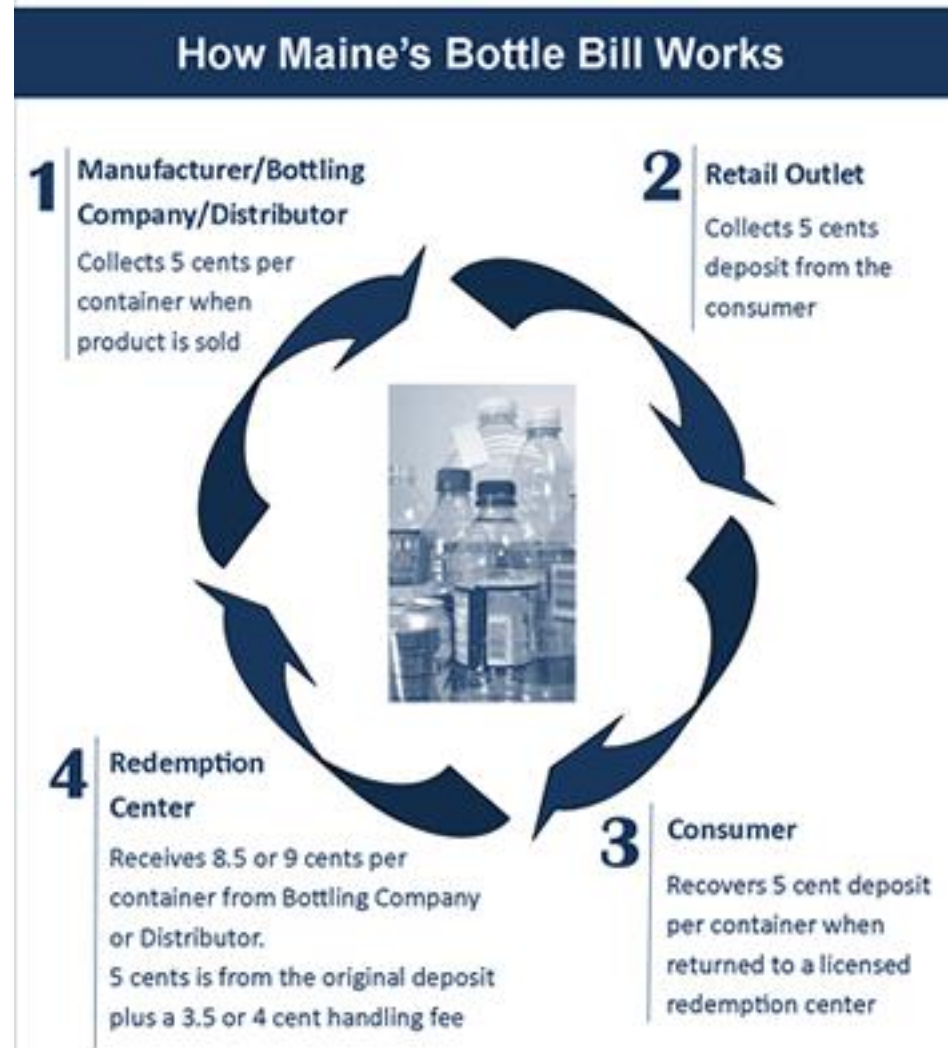 How Maine's Bottle Bill Works
1
Manufacturer/Bottling
Company/Distributor
Collects 5 cents per
container when
product is sold
2
Retail Outlet
Collects 5 cents
deposit from the
consumer
3
Consumer
Recovers 5 cent deposit
per container when
returned to a licensed
redemption center
4
Redemption
Center
Receives 8.5 or 9 cents per
container from Bottling Company
or Distributor.
5 cents is from the original deposit
plus a 3.5 or 4 cent handling fee